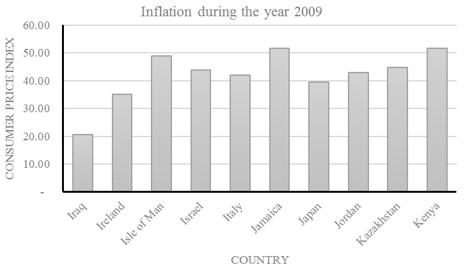 Inflation during the year 2009
CONSUMER PRICE INDEX
60.00
50.00
40.00
30.00
20.00
10.00
-
Iraq
Ireland
Isle of Man
Israel
Italy
Jamaica
Japan
Jordan
Kazakhstan
Kenya
COUNTRY